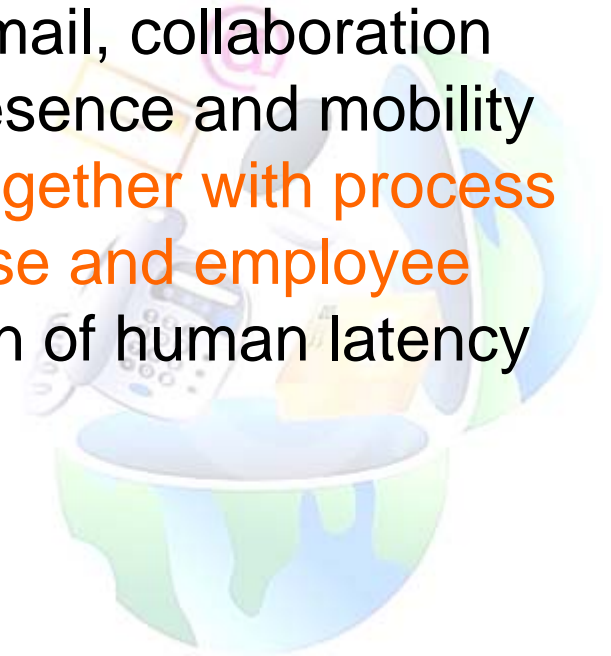 mail, collaboration
esence and mobility
gether with process
se and employee
n of human latency
@